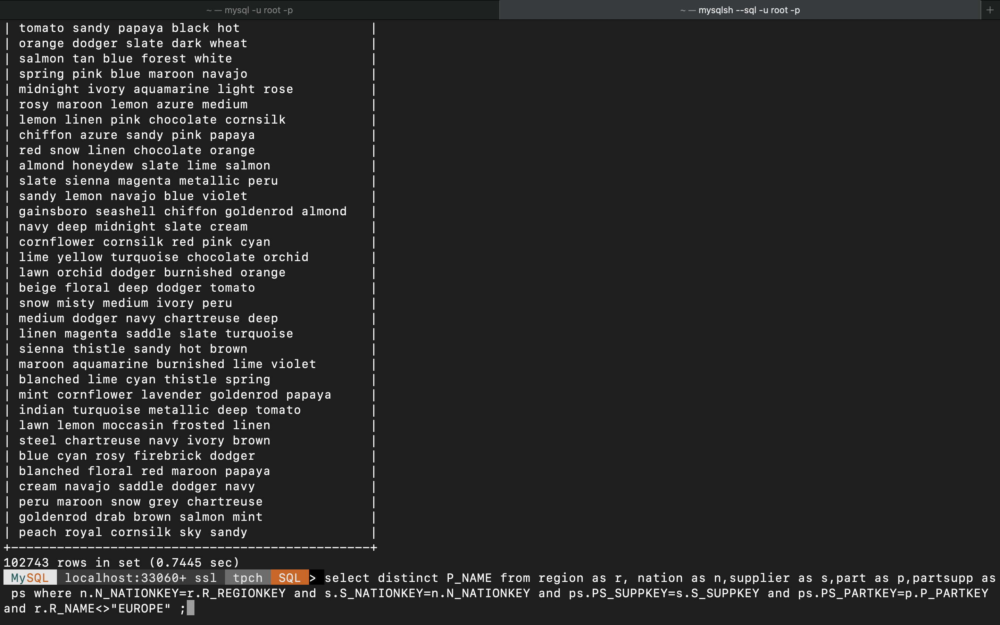 ~ — mysql -u root -p
~ — mysqlsh --sql -u root -p
+
| tomato sandy papaya black hot |
| orange dodger slate dark wheat |
| salmon tan blue forest white |
| spring pink blue maroon navajo |
| midnight ivory aquamarine light rose |
| rosy maroon lemon azure medium |
| lemon linen pink chocolate cornsilk |
| chiffon azure sandy pink papaya |
| red snow linen chocolate orange |
| almond honeydew slate lime salmon |
| slate sienna magenta metallic peru |
| sandy lemon navajo blue violet |
| gainsboro seashell chiffon goldenrod almond |
| navy deep midnight slate cream |
| cornflower cornsilk red pink cyan |
| lime yellow turquoise chocolate orchid |
| lawn orchid dodger burnished orange |
| beige floral deep dodger tomato |
| snow misty medium ivory peru |
| medium dodger navy chartreuse deep |
| linen magenta saddle slate turquoise |
| sienna thistle sandy hot brown |
| maroon aquamarine burnished lime violet |
| blanched lime cyan thistle spring |
| mint cornflower lavender goldenrod papaya |
| indian turquoise metallic deep tomato |
| lawn lemon moccasin frosted linen |
| steel chartreuse navy ivory brown |
| blue cyan rosy firebrick dodger |
| blanched floral red maroon papaya |
| cream navajo saddle dodger navy |
| peru maroon snow grey chartreuse |
| goldenrod drab brown salmon mint |
| peach royal cornsilk sky sandy |
+-----------------------------------------------+
102743 rows in set (0.7445 sec)
MySQL localhost:33060+ ssl tpch SQL > select distinct P_NAME from region as r, nation as n,supplier as s,part as p,partsupp as
ps where n.N_NATIONKEY=r.R_REGIONKEY and s.S_NATIONKEY=n.N_NATIONKEY and ps.PS_SUPPKEY=s.S_SUPPKEY and ps.PS_PARTKEY=p.P_PARTKEY
and r.R_NAME<>"EUROPE" ;